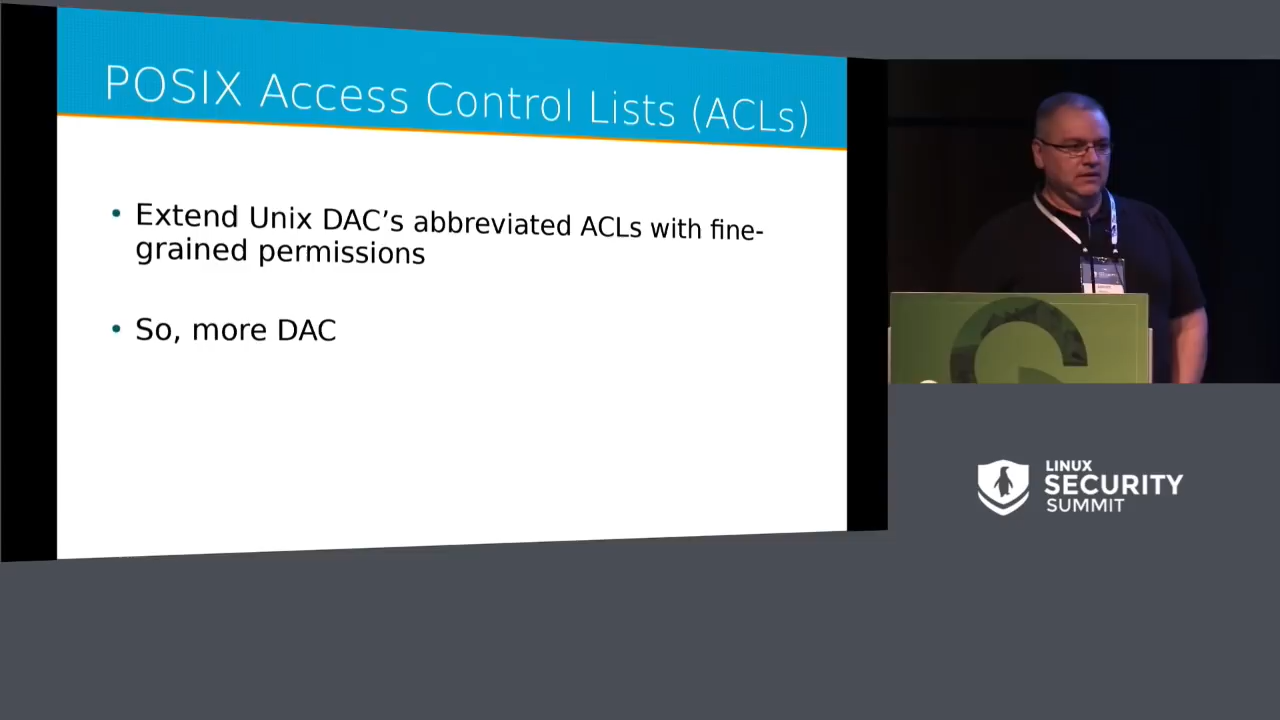 POSIX Access Control Lists (ACLs)
• Extend Unix DAC’s abbreviated ACLs with fine-
grained permissions
• So, more DAC
LINUX
SECURITY
SUMMIT